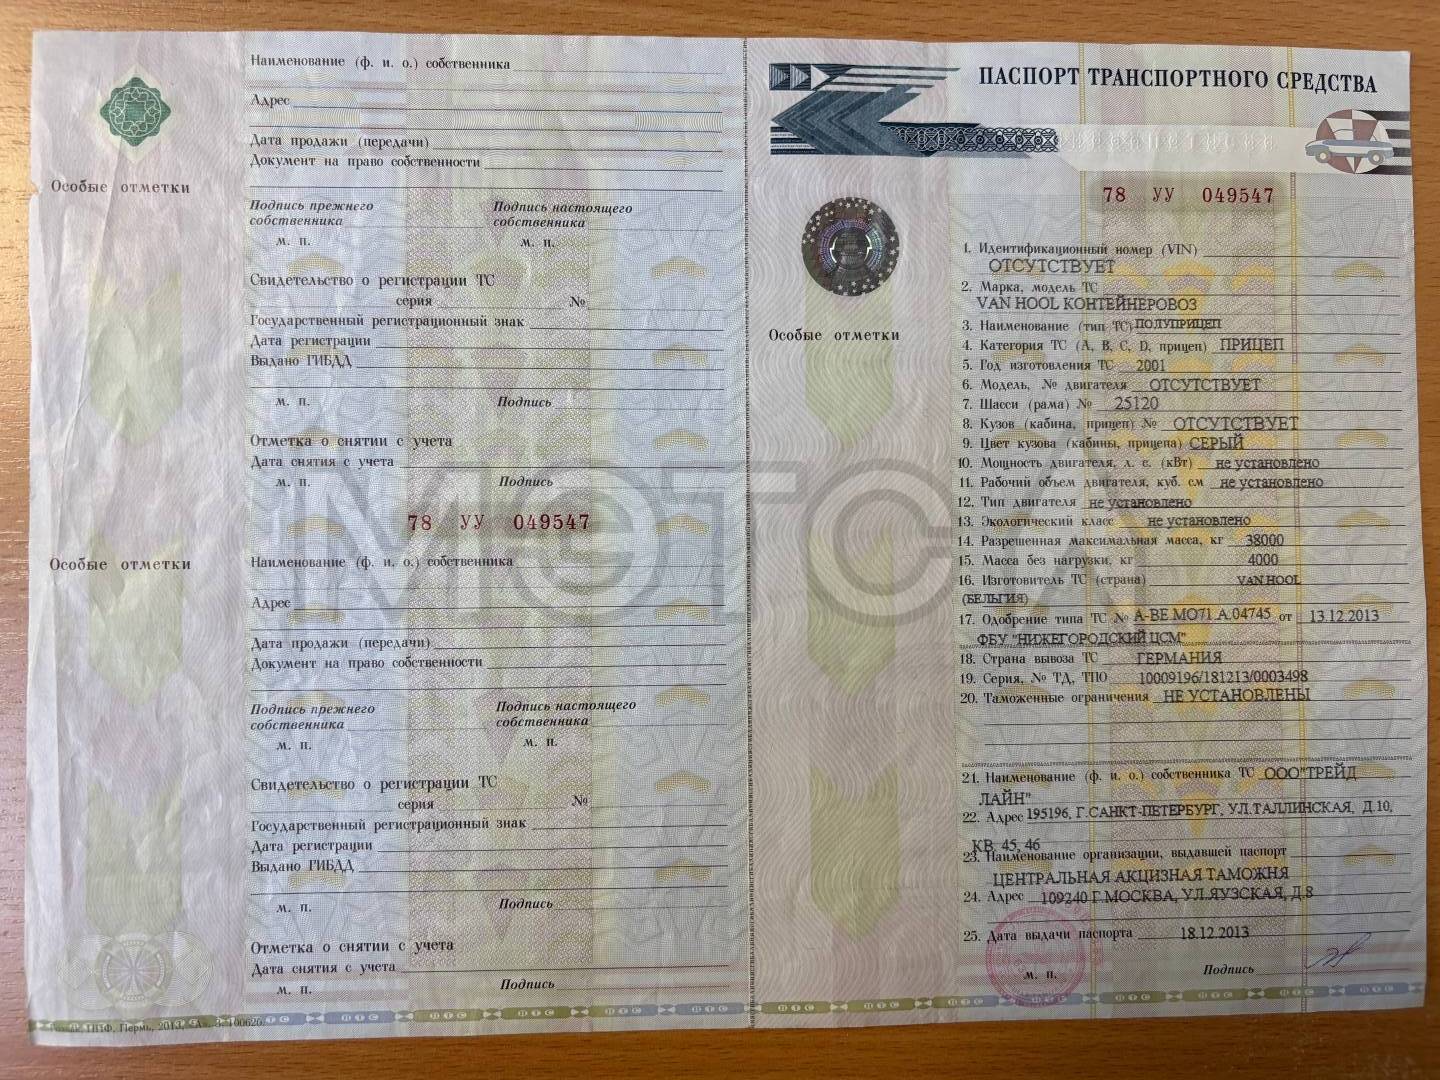 Особые отметки
Особые отметки
Наименование (ф. и. о.) собственника
Адрес
Дата продажи (передачи)
Документ на право собственности
Подпись прежнего собственника
Подпись настоящего собственника
м. п.
м. п.
Свидетельство о регистрации ТС
серия №
Государственный регистрационный знак
Дата регистрации
Выдано ГИБДД
м. п. Подпись
Отметка о снятии с учета
Дата снятия с учета
м. п. Подпись
78 УУ 049547
Наименование (ф. и. о.) собственника
Адрес
Дата продажи (передачи)
Документ на право собственности
Подпись прежнего собственника
Подпись настоящего собственника
м. п.
м. п.
Свидетельство о регистрации ТС
серия №
Государственный регистрационный знак
Дата регистрации
Выдано ГИБДД
м. п. Подпись
Отметка о снятии с учета
Дата снятия с учета
м. п. Подпись
ПАСПОРТ ТРАНСПОРТНОГО СРЕДСТВА
78 УУ 049547
Особые отметки
1. Идентификационный номер (VIN)
ОТСУТСТВУЕТ
2. Марка, модель ТС
VAN HOOL КОНТЕЙНЕРОВОЗ
3. Наименование (тип ТС) ПОЛУПРИЦЕП
4. Категория ТС (А, В, С, D, прицеп) ПРИЦЕП
5. Год изготовления ТС 2001
6. Модель, № двигателя ОТСУТСТВУЕТ
7. Шасси (рама) № 25120
8. Кузов (кабина, прицеп) № ОТСУТСТВУЕТ
9. Цвет кузова (кабины, прицепа) СЕРЫЙ
10. Мощность двигателя, л. с. (кВт) не установлено
11. Рабочий объем двигателя, куб. см не установлено
12. Тип двигателя не установлено
13. Экологический класс не установлено
14. Разрешенная максимальная масса, кг 38000
15. Масса без нагрузки, кг 4000
16. Изготовитель ТС (страна) VAN HOOL
(БЕЛЬГИЯ)
17. Одобрение типа ТС № А-BE.МО71.А.04745 от 13.12.2013
ФБУ "НИЖЕГОРОДСКИЙ ЦСМ"
18. Страна вывоза ТС ГЕРМАНИЯ
19. Серия, № ТД, ТПО 10009196/181213/0003498
20. Таможенные ограничения НЕ УСТАНОВЛЕНЫ
21. Наименование (ф. и. о.) собственника ТС ООО"ТРЕЙД
ЛАЙН"
22. Адрес 195196, Г.САНКТ-ПЕТЕРБУРГ, УЛ.ТАЛЛИНСКАЯ, Д.10,
КВ. 45, 46
23. Наименование организации, выдавшей паспорт
ЦЕНТРАЛЬНАЯ АКЦИЗНАЯ ТАМОЖНЯ
24. Адрес 109240 Г.МОСКВА, УЛ.ЯУЗСКАЯ, Д.8
25. Дата выдачи паспорта 18.12.2013
м. п. Подпись